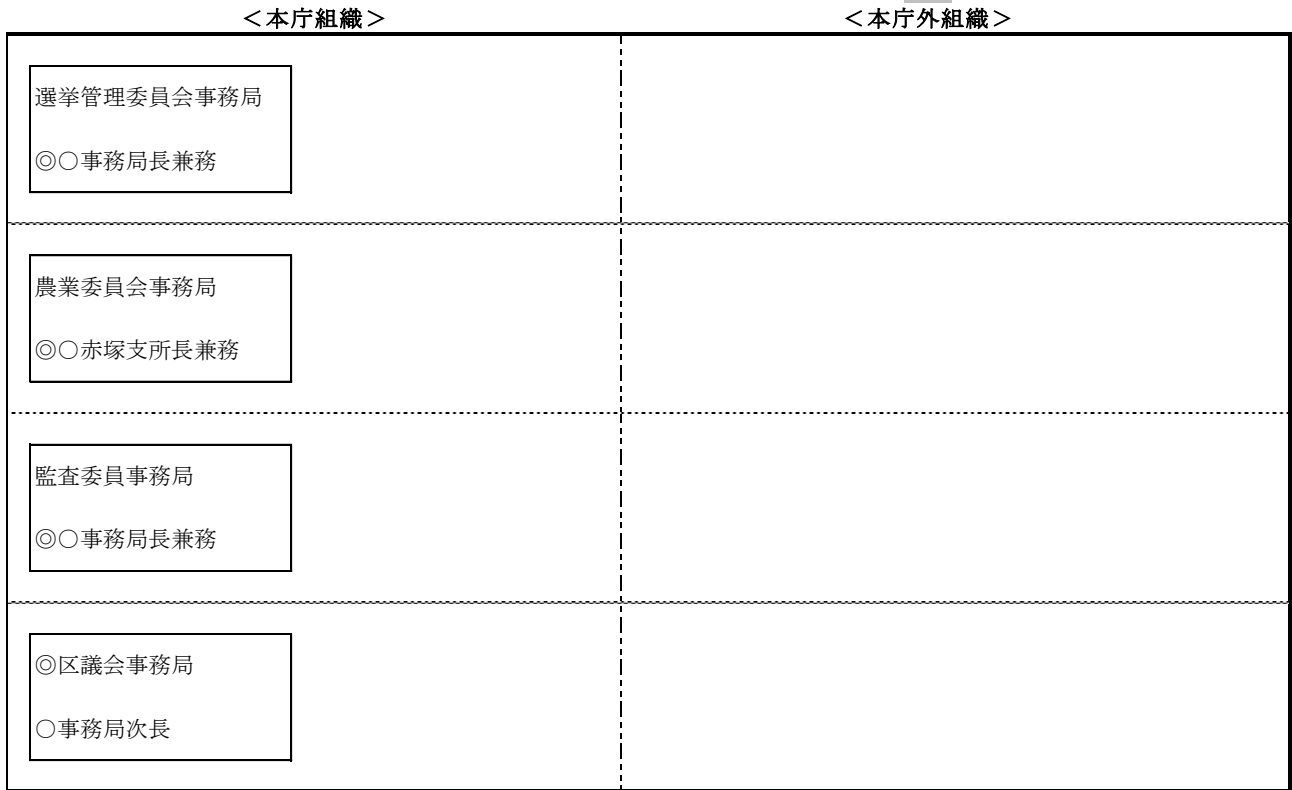 ＜本庁組織＞
＜本庁外組織＞
選挙管理委員会事務局
◎○事務局長兼務
農業委員会事務局
◎○赤塚支所長兼務
監査委員事務局
◎○事務局長兼務
◎区議会事務局
○事務局次長